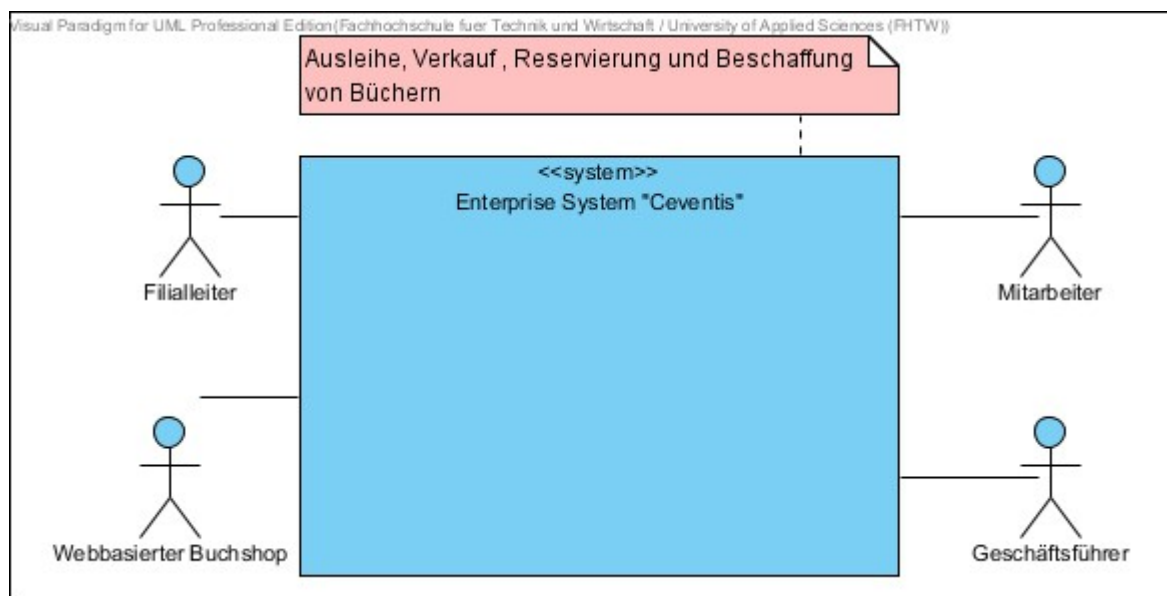 Visual Paradigm for UML Professional Edition(Fachhochschule fuer Technik und Wirtschaft / University of Applied Sciences (FHTW))
Ausleihe, Verkauf , Reservierung und Beschaffung
von Büchern
<<system>>
Enterprise System "Ceventis"
Filialleiter
Mitarbeiter
Webbasierter Buchshop
Geschäftsführer